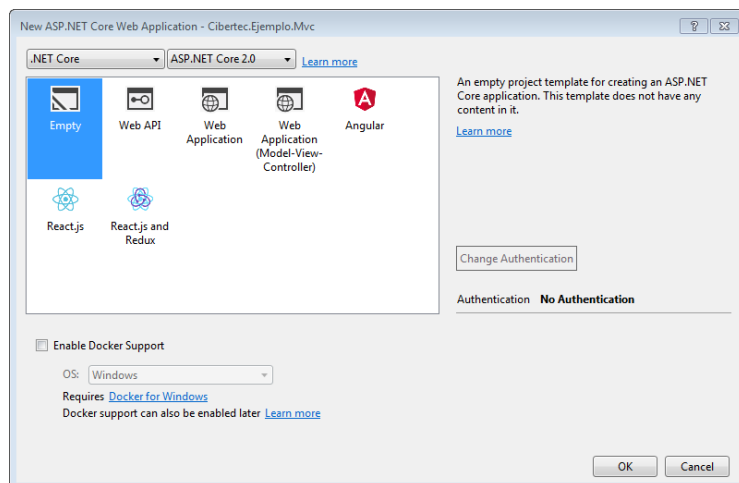 New ASP.NET Core Web Application - Cibertec.Ejemplo.Mvc
.NET Core
ASP.NET Core 2.0
Learn more
Empty
Web API
Web
Application
Web
Application
(Model-View-
Controller)
Angular
React.js
React.js and
Redux
An empty project template for creating an ASP.NET
Core application. This template does not have any
content in it.
Learn more
Change Authentication
Authentication No Authentication
Enable Docker Support
OS: Windows
Requires Docker for Windows
Docker support can also be enabled later Learn more
OK
Cancel